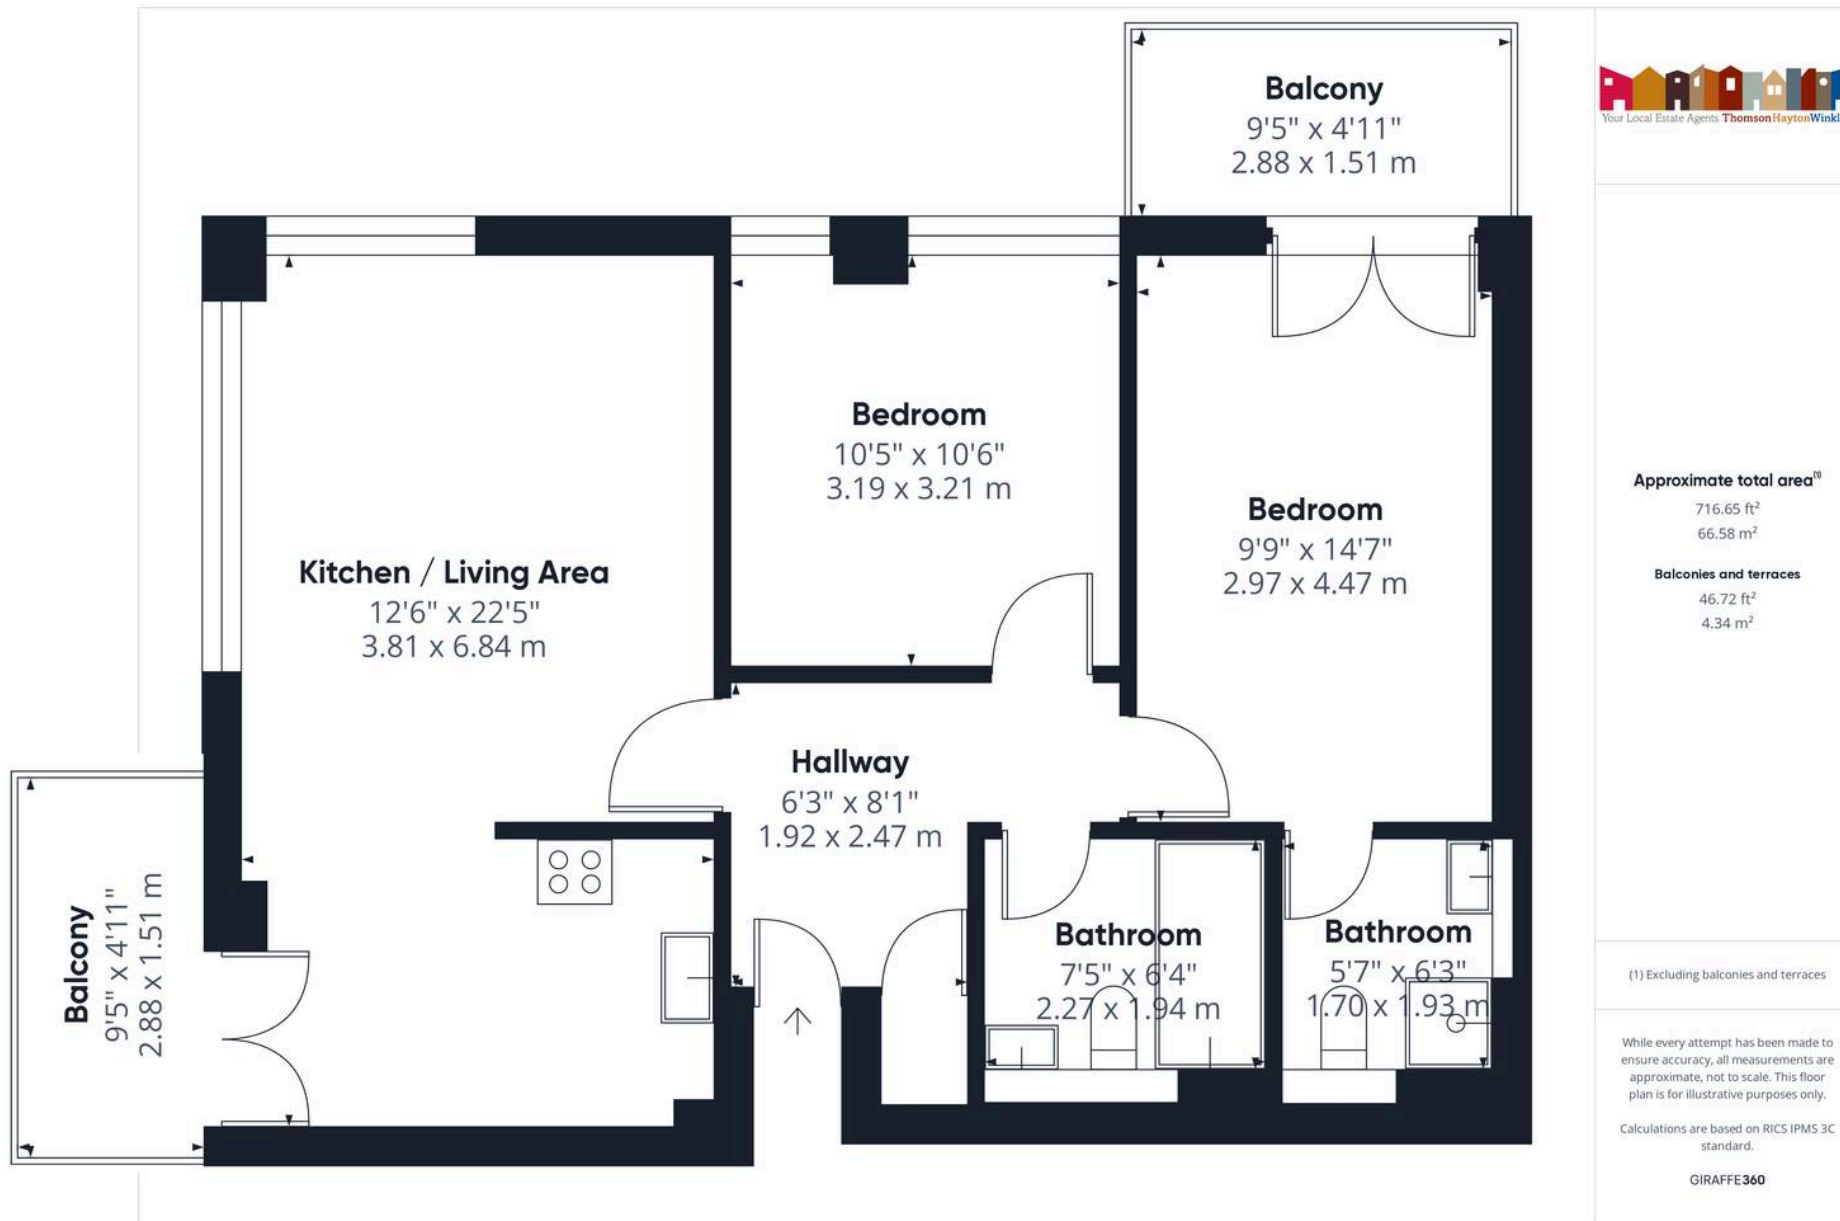 Balcony
9'5" x 4'11"
2.88 x 1.51 m
Your Local Estate Agents ThomsonHaytonWinkl
Bedroom
10'5" x 10'6"
3.19 x 3.21 m
Bedroom
9'9" x 14'7"
2.97 x 4.47 m
Kitchen / Living Area
12'6" x 22'5"
3.81 x 6.84 m
Hallway
6'3" x 8'1"
1.92 x 2.47 m
Balcony
9'5" x 4'11"
2.88 x 1.51 m
Bathroom
7'5" x 6'4"
2.27 x 1.94 m
Bathroom
5'7" x 6'3"
1.70 x 1.93 m
Approximate total area(1)
716.65 ft²
66.58 m²
Balconies and terraces
46.72 ft²
4.34 m²
(1) Excluding balconies and terraces
While every attempt has been made to
ensure accuracy, all measurements are
approximate, not to scale. This floor
plan is for illustrative purposes only.
Calculations are based on RICS IPMS 3C
standard.
GIRAFFE360